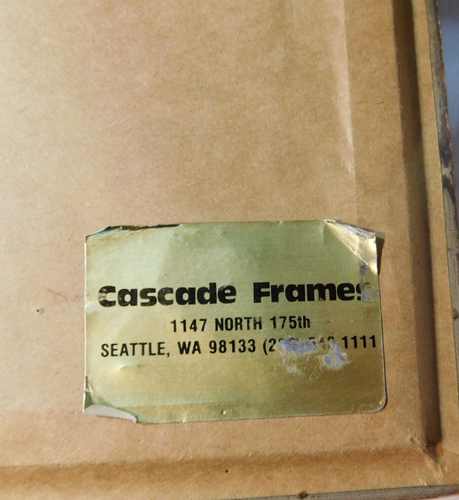 Cascade Frames
1147 NORTH 175th
SEATTLE, WA 98133 1111